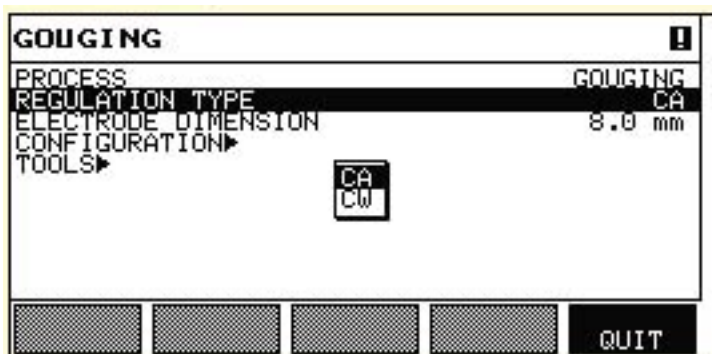 GOUGING !
PROCESS GOUGING
REGULATION TYPE CA
ELECTRODE DIMENSION 8.0 mm
CONFIGURATION▶
TOOLS▶
CA
CW
QUIT